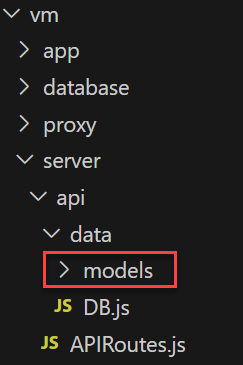 vm
app
database
proxy
server
api
data
models
JS DB.js
JS APIRoutes.js